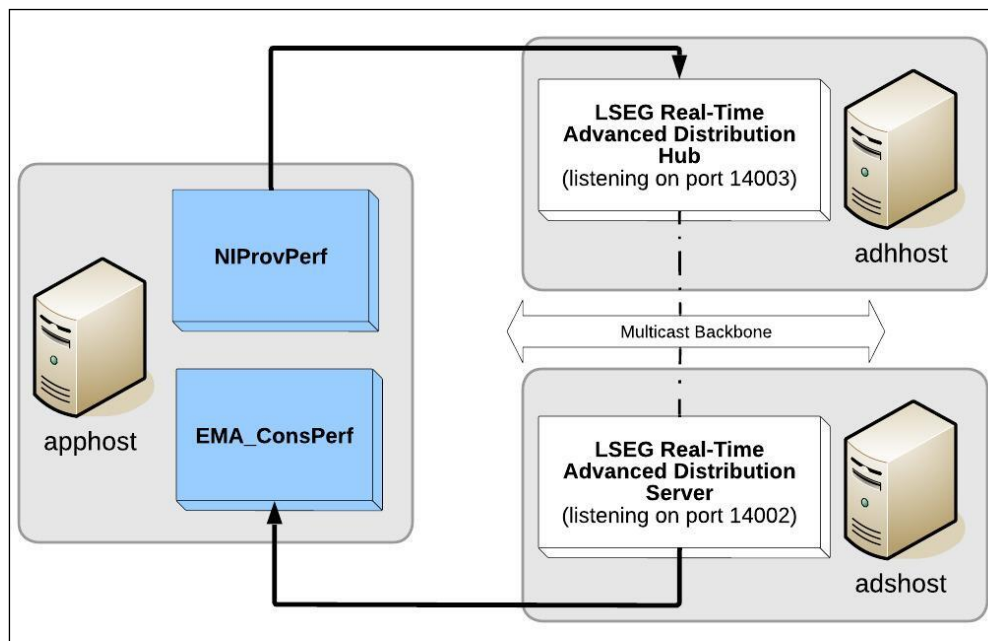 LSEG Real-Time
Advanced Distribution
Hub
(listening on port 14003)
adhhost
NIProvPerf
EMA_ConsPerf
apphost
Multicast Backbone
LSEG Real-Time
Advanced Distribution
Server
(listening on port 14002)
adshost